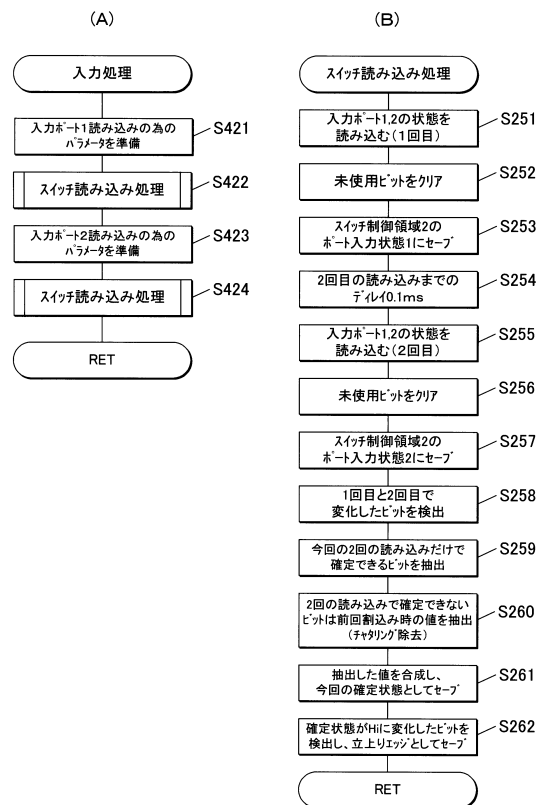 (A)
入力処理
入力ポート1読み込みの為の
パラメータを準備
S421
スイッチ読み込み処理
S422
入力ポート2読み込みの為の
パラメータを準備
S423
スイッチ読み込み処理
S424
RET
(B)
スイッチ読み込み処理
入力ポート1,2の状態を
読み込む(1回目)
S251
未使用ビットをクリア
S252
スイッチ制御領域2の
ポート入力状態1にセーブ
S253
2回目の読み込みまでの
ディレイ0.1ms
S254
入力ポート1,2の状態を
読み込む(2回目)
S255
未使用ビットをクリア
S256
スイッチ制御領域2の
ポート入力状態2にセーブ
S257
1回目と2回目で
変化したビットを検出
S258
今回の2回の読み込みだけで
確定できるビットを抽出
S259
2回の読み込みで確定できない
ビットは前回割込み時の値を抽出
(チャタリング除去)
S260
抽出した値を合成し、
今回の確定状態としてセーブ
S261
確定状態がHiに変化したビットを
検出し、立上りエッジとしてセーブ
S262
RET